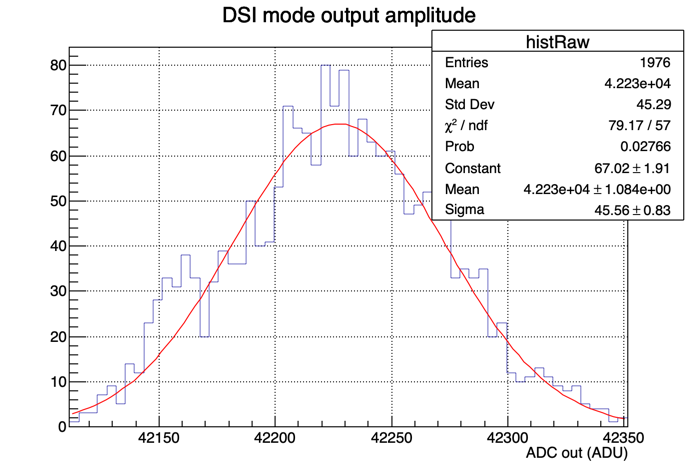 DSI mode output amplitude
histRaw
Entries 1976
Mean 4.223e+04
Std Dev 45.29
χ² / ndf 79.17 / 57
Prob 0.02766
Constant 67.02 ± 1.91
Mean 4.223e+04 ± 1.084e+00
Sigma 45.56 ± 0.83
80
70
60
50
40
30
20
10
0
42150 42200 42250 42300 42350
ADC out (ADU)